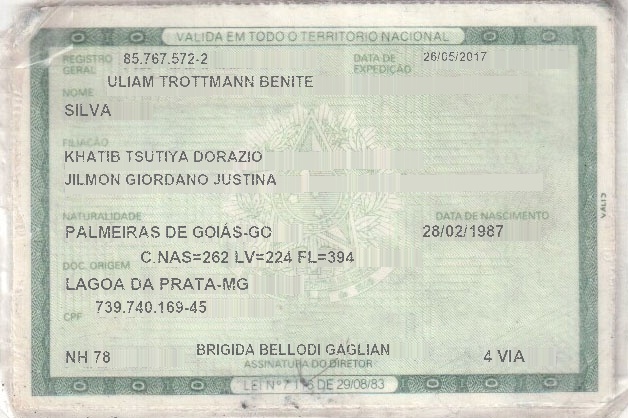 VALIDA EM TODO O TERRITÓRIO NACIONAL
REGISTRO GERAL 85.767.572-2 DATA DE EXPEDIÇÃO 26/05/2017
ULIAM TROTTMANN BENITE
NOME
SILVA
FILIAÇÃO
KHATIB TSUTIYA DORAZIO
JILMON GIORDANO JUSTINA
NATURALIDADE DATA DE NASCIMENTO
PALMEIRAS DE GOIÁS-GO 28/02/1987
C.NAS=262 LV=224 FL=394
DOC. ORIGEM
LAGOA DA PRATA-MG
739.740.169-45
CPF
NH 78 BRIGIDA BELLODI GAGLIAN 4 VIA
ASSINATURA DO DIRETOR
LEI Nº 7.116 DE 29/08/83